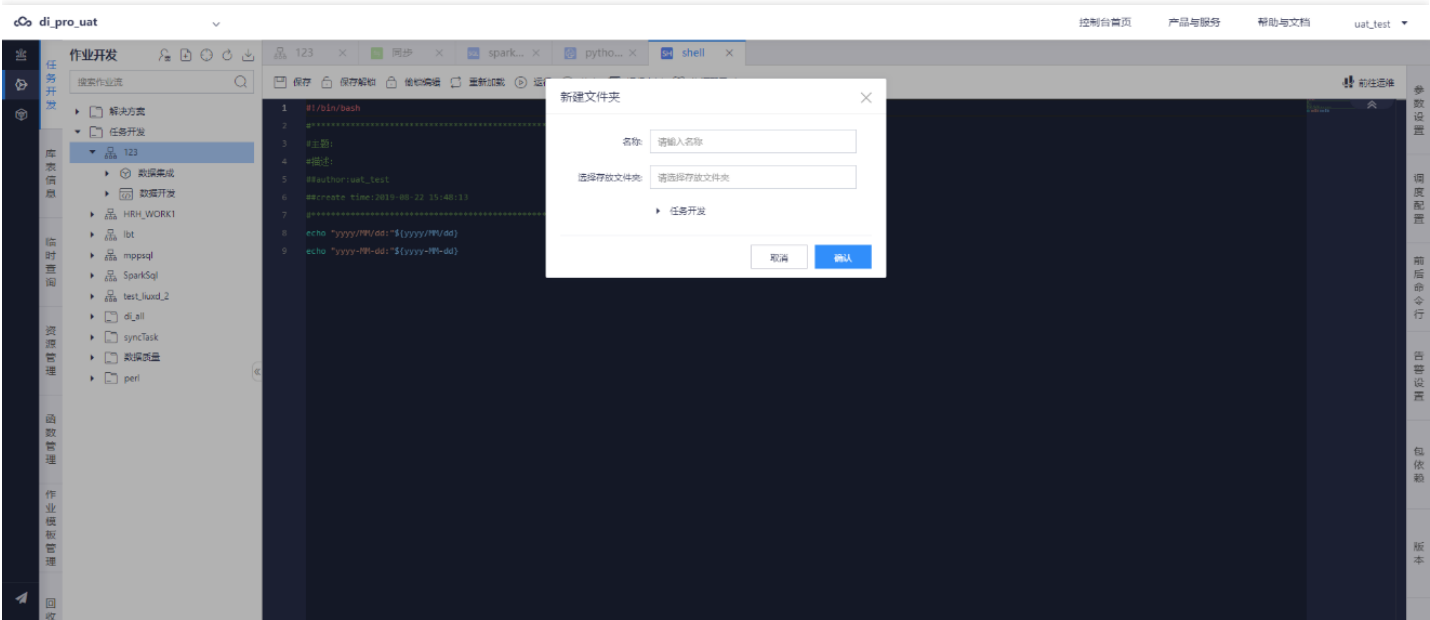 di_pro_uat
控制台首页 产品与服务 帮助与文档 uat_test
作业开发
123 同步 spark... pytho... shell
搜索作业流
保存 保存解锁 偷锁编辑 重新加载
前往运维
任务开发
库表信息
临时查询
资源管理
函数管理
作业模板管理
回收
解决方案
任务开发
123
数据集成
数据开发
HRH_WORK1
lbt
mppsql
SparkSql
test_liuxd_2
di_all
syncTask
数据质量
perl
1 #!/bin/bash
2
3 #主题:
4 #描述:
5 ##author:uat_test
6 ##create time:2019-08-22 15:48:13
7
8 echo "yyyy/MM/dd:"${yyyy/MM/dd}
9 echo "yyyy-MM-dd:"${yyyy-MM-dd}
新建文件夹
名称: 请输入名称
选择存放文件夹: 请选择存放文件夹
任务开发
取消 确认
参数设置
调度配置
前后命令行
告警设置
包依赖
版本